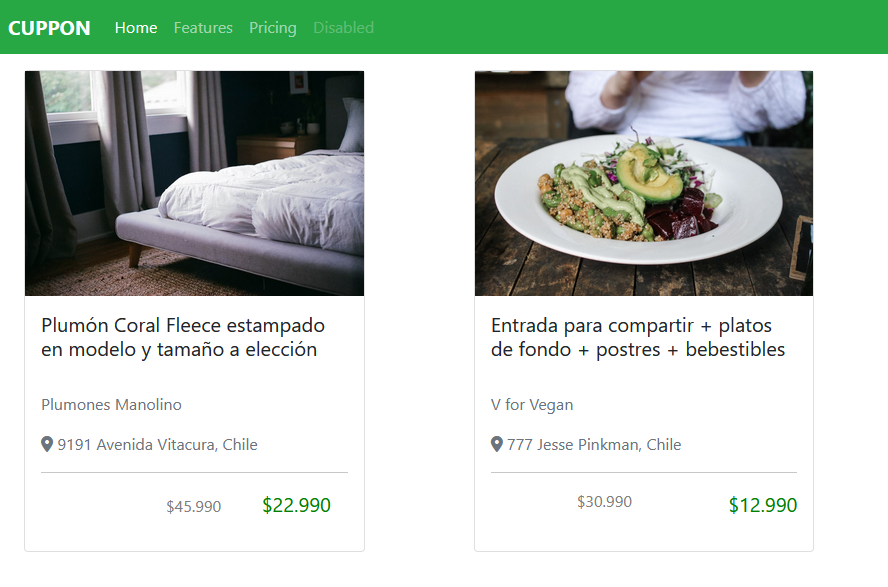 CUPPON Home Features Pricing Disabled
Plumón Coral Fleece estampado
en modelo y tamaño a elección
Plumones Manolino
9191 Avenida Vitacura, Chile
$45.990 $22.990
Entrada para compartir + platos
de fondo + postres + bebestibles
V for Vegan
777 Jesse Pinkman, Chile
$30.990 $12.990